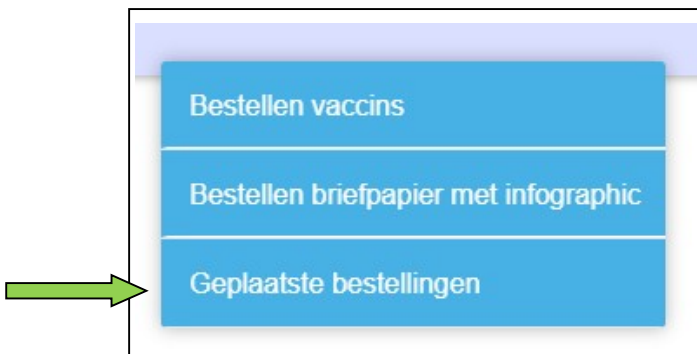 Bestellen vaccins
Bestellen briefpapier met infographic
Geplaatste bestellingen